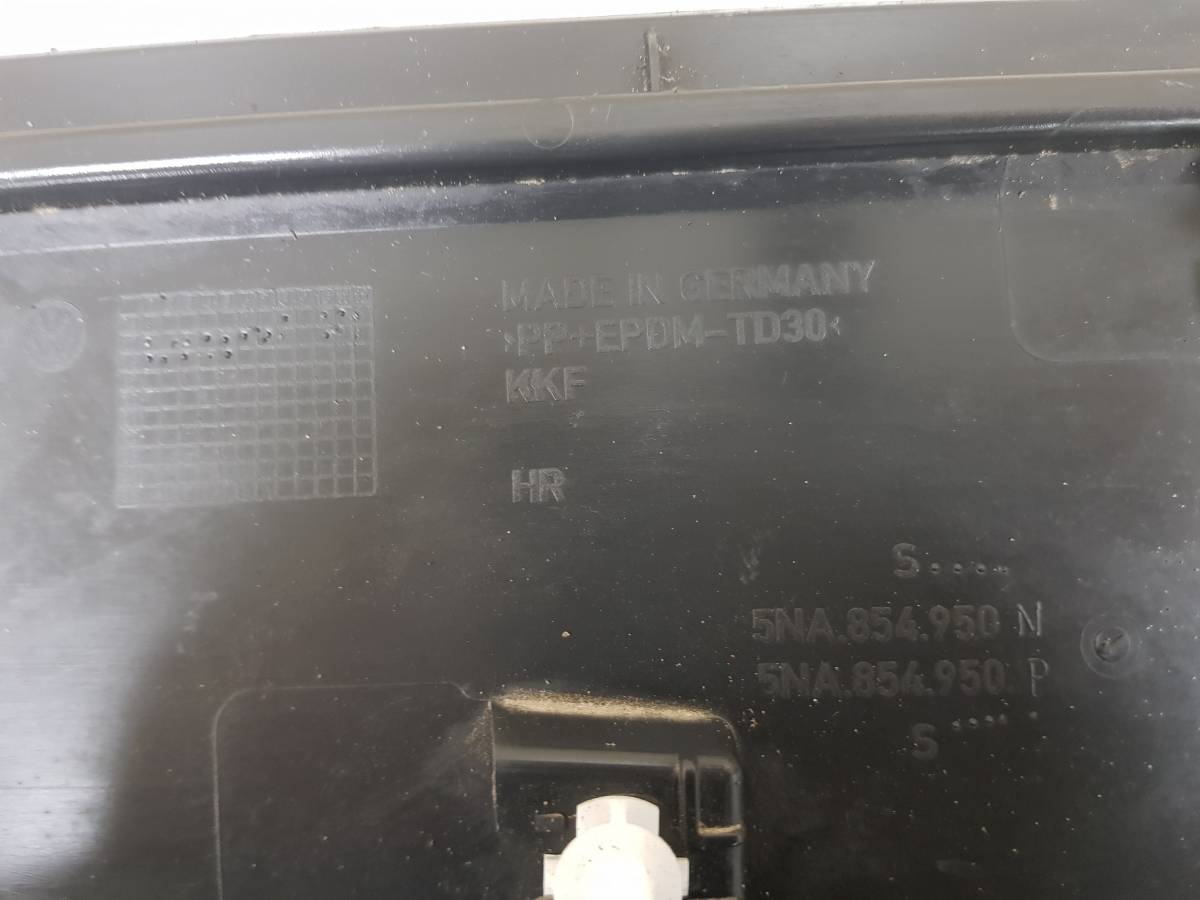 MADE IN GERMANY
>PP+EPDM-TD30<
KKF
HR
S....
5NA.854.950 N
5NA.854.950. P
S